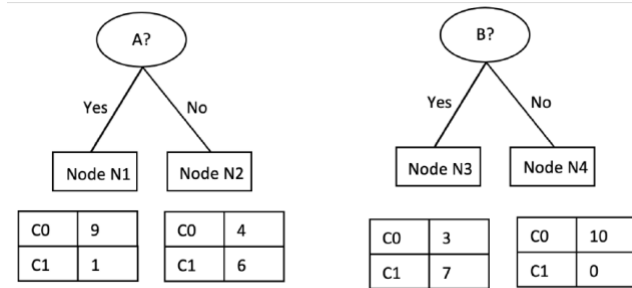 A?
Yes
No
Node N1
Node N2
C0 9
C1 1
C0 4
C1 6
B?
Yes
No
Node N3
Node N4
C0 3
C1 7
C0 10
C1 0